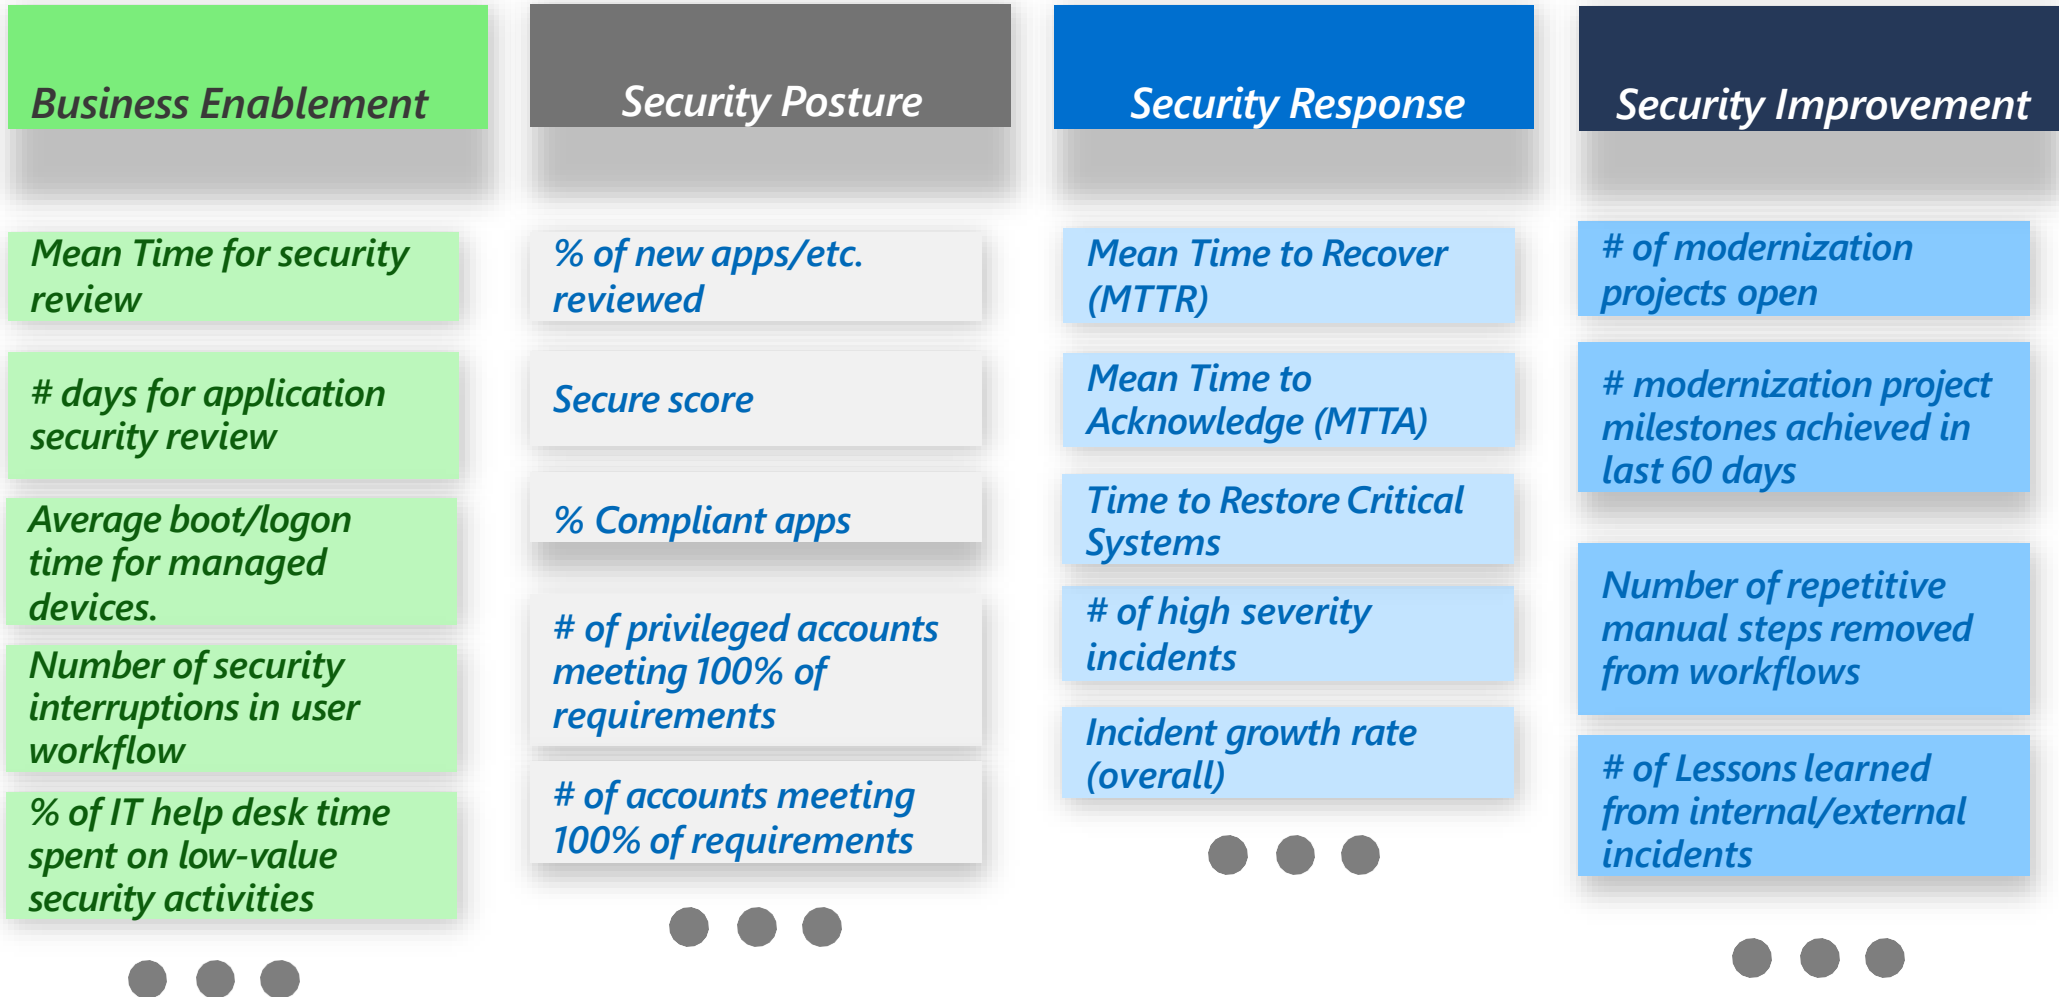 Business Enablement
Mean Time for security
review
# days for application
security review
Average boot/logon
time for managed
devices.
Number of security
interruptions in user
workflow
% of IT help desk time
spent on low-value
security activities
Security Posture
% of new apps/etc.
reviewed
Secure score
% Compliant apps
# of privileged accounts
meeting 100% of
requirements
# of accounts meeting
100% of requirements
Security Response
Mean Time to Recover
(MTTR)
Mean Time to
Acknowledge (MTTA)
Time to Restore Critical
Systems
# of high severity
incidents
Incident growth rate
(overall)
Security Improvement
# of modernization
projects open
# modernization project
milestones achieved in
last 60 days
Number of repetitive
manual steps removed
from workflows
# of Lessons learned
from internal/external
incidents